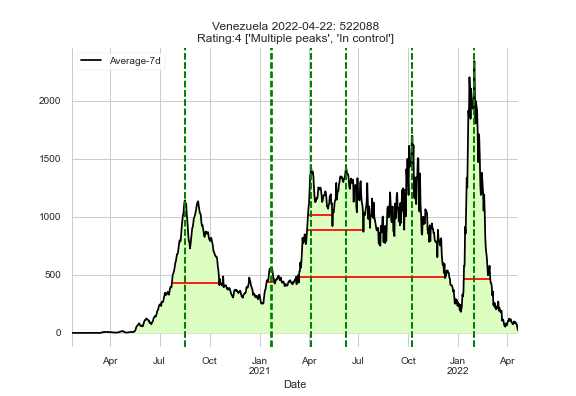 Venezuela 2022-04-22: 522088
Rating:4 ['Multiple peaks', 'In control']
Average-7d
2000
1500
1000
500
0
Apr Jul Oct Jan Apr Jul Oct Jan Apr
2021 2022
Date